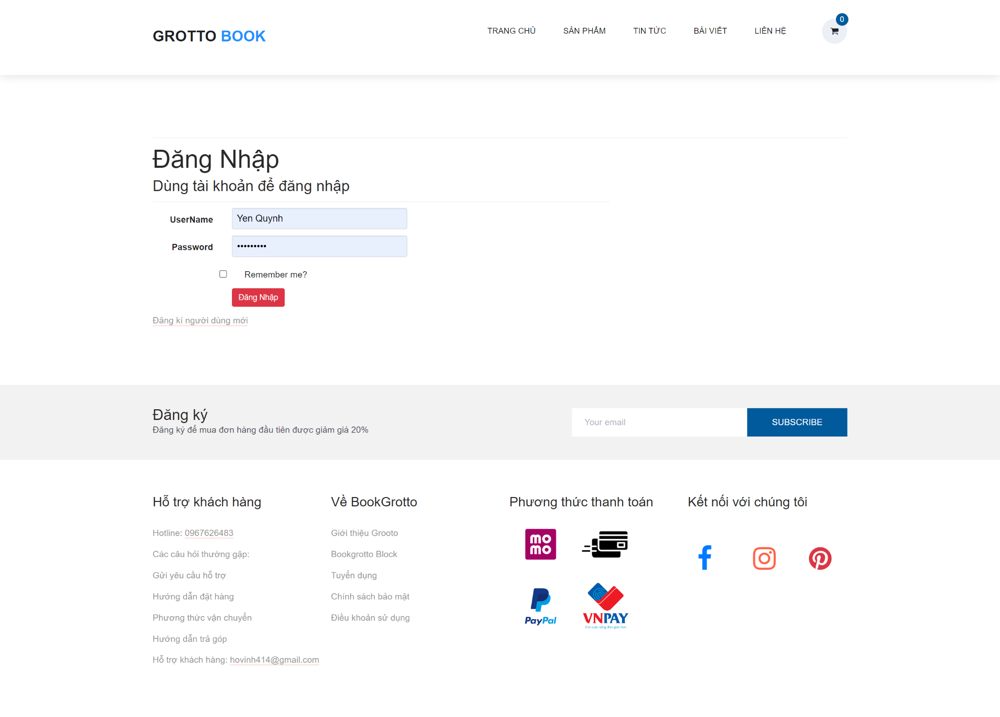 GROTTO BOOK
TRANG CHỦ
SẢN PHẨM
TIN TỨC
BÀI VIẾT
LIÊN HỆ
0
Đăng Nhập
Dùng tài khoản để đăng nhập
UserName
Yen Quynh
Password
•••••••••
Remember me?
Đăng Nhập
Đăng kí người dùng mới
Đăng ký
Đăng ký để mua đơn hàng đầu tiên được giảm giá 20%
Your email
SUBSCRIBE
Hỗ trợ khách hàng
Hotline: 0967626483
Các câu hỏi thường gặp:
Gửi yêu cầu hỗ trợ
Hướng dẫn đặt hàng
Phương thức vận chuyển
Hướng dẫn trả góp
Hỗ trợ khách hàng: hovinh414@gmail.com
Về BookGrotto
Giới thiệu Grooto
Bookgrotto Block
Tuyển dụng
Chính sách bảo mật
Điều khoản sử dụng
Phương thức thanh toán
mo
mo
PayPal
VNPAY
Cho cuộc sống đơn giản hơn
Kết nối với chúng tôi